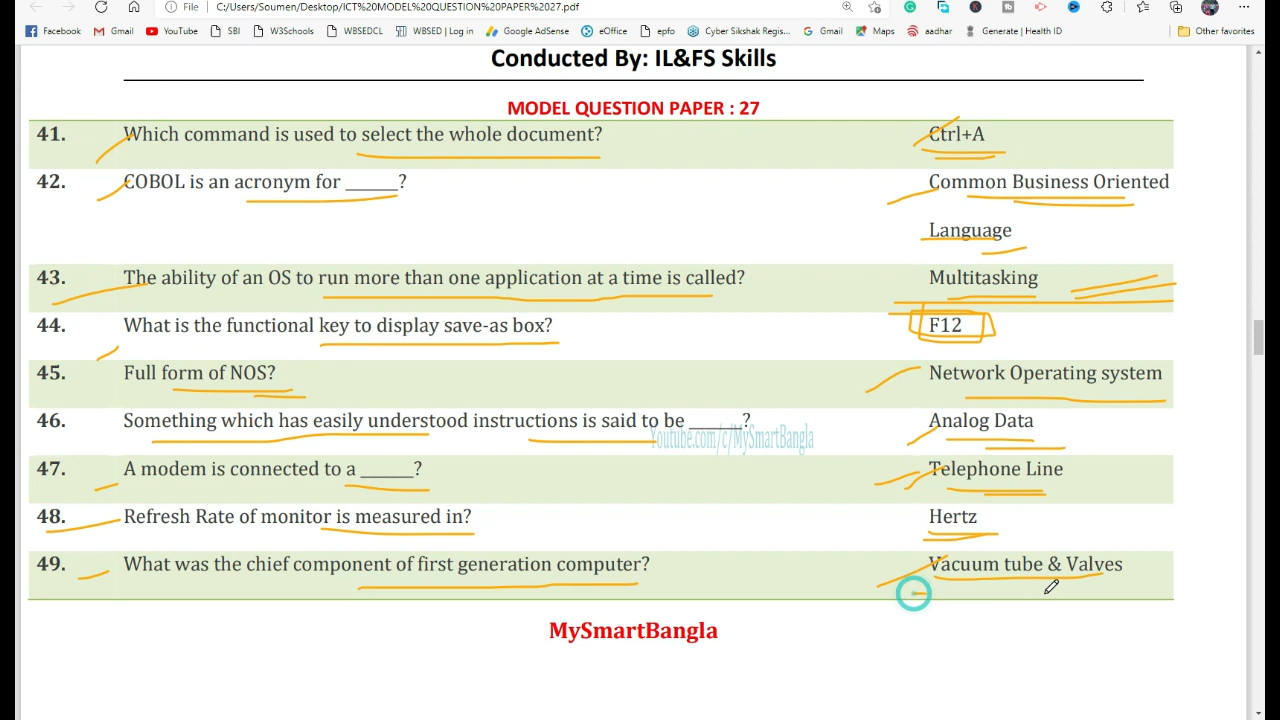 File
C:/Users/Soumen/Desktop/ICT%20MODEL%20QUESTION%20PAPER%2027.pdf
Facebook Gmail YouTube SBI W3Schools WBSEDCL WBSED | Log in Google AdSense eOffice epfo Cyber Sikshak Regis... Gmail Maps aadhar Generate | Health ID Other favorites
Conducted By: IL&FS Skills
MODEL QUESTION PAPER : 27
41. Which command is used to select the whole document? Ctrl+A
42. COBOL is an acronym for ______? Common Business Oriented
Language
43. The ability of an OS to run more than one application at a time is called? Multitasking
44. What is the functional key to display save-as box? F12
45. Full form of NOS? Network Operating system
46. Something which has easily understood instructions is said to be ______? Analog Data
Youtube.com/c/MySmartBangla
47. A modem is connected to a ______? Telephone Line
48. Refresh Rate of monitor is measured in? Hertz
49. What was the chief component of first generation computer? Vacuum tube & Valves
MySmartBangla